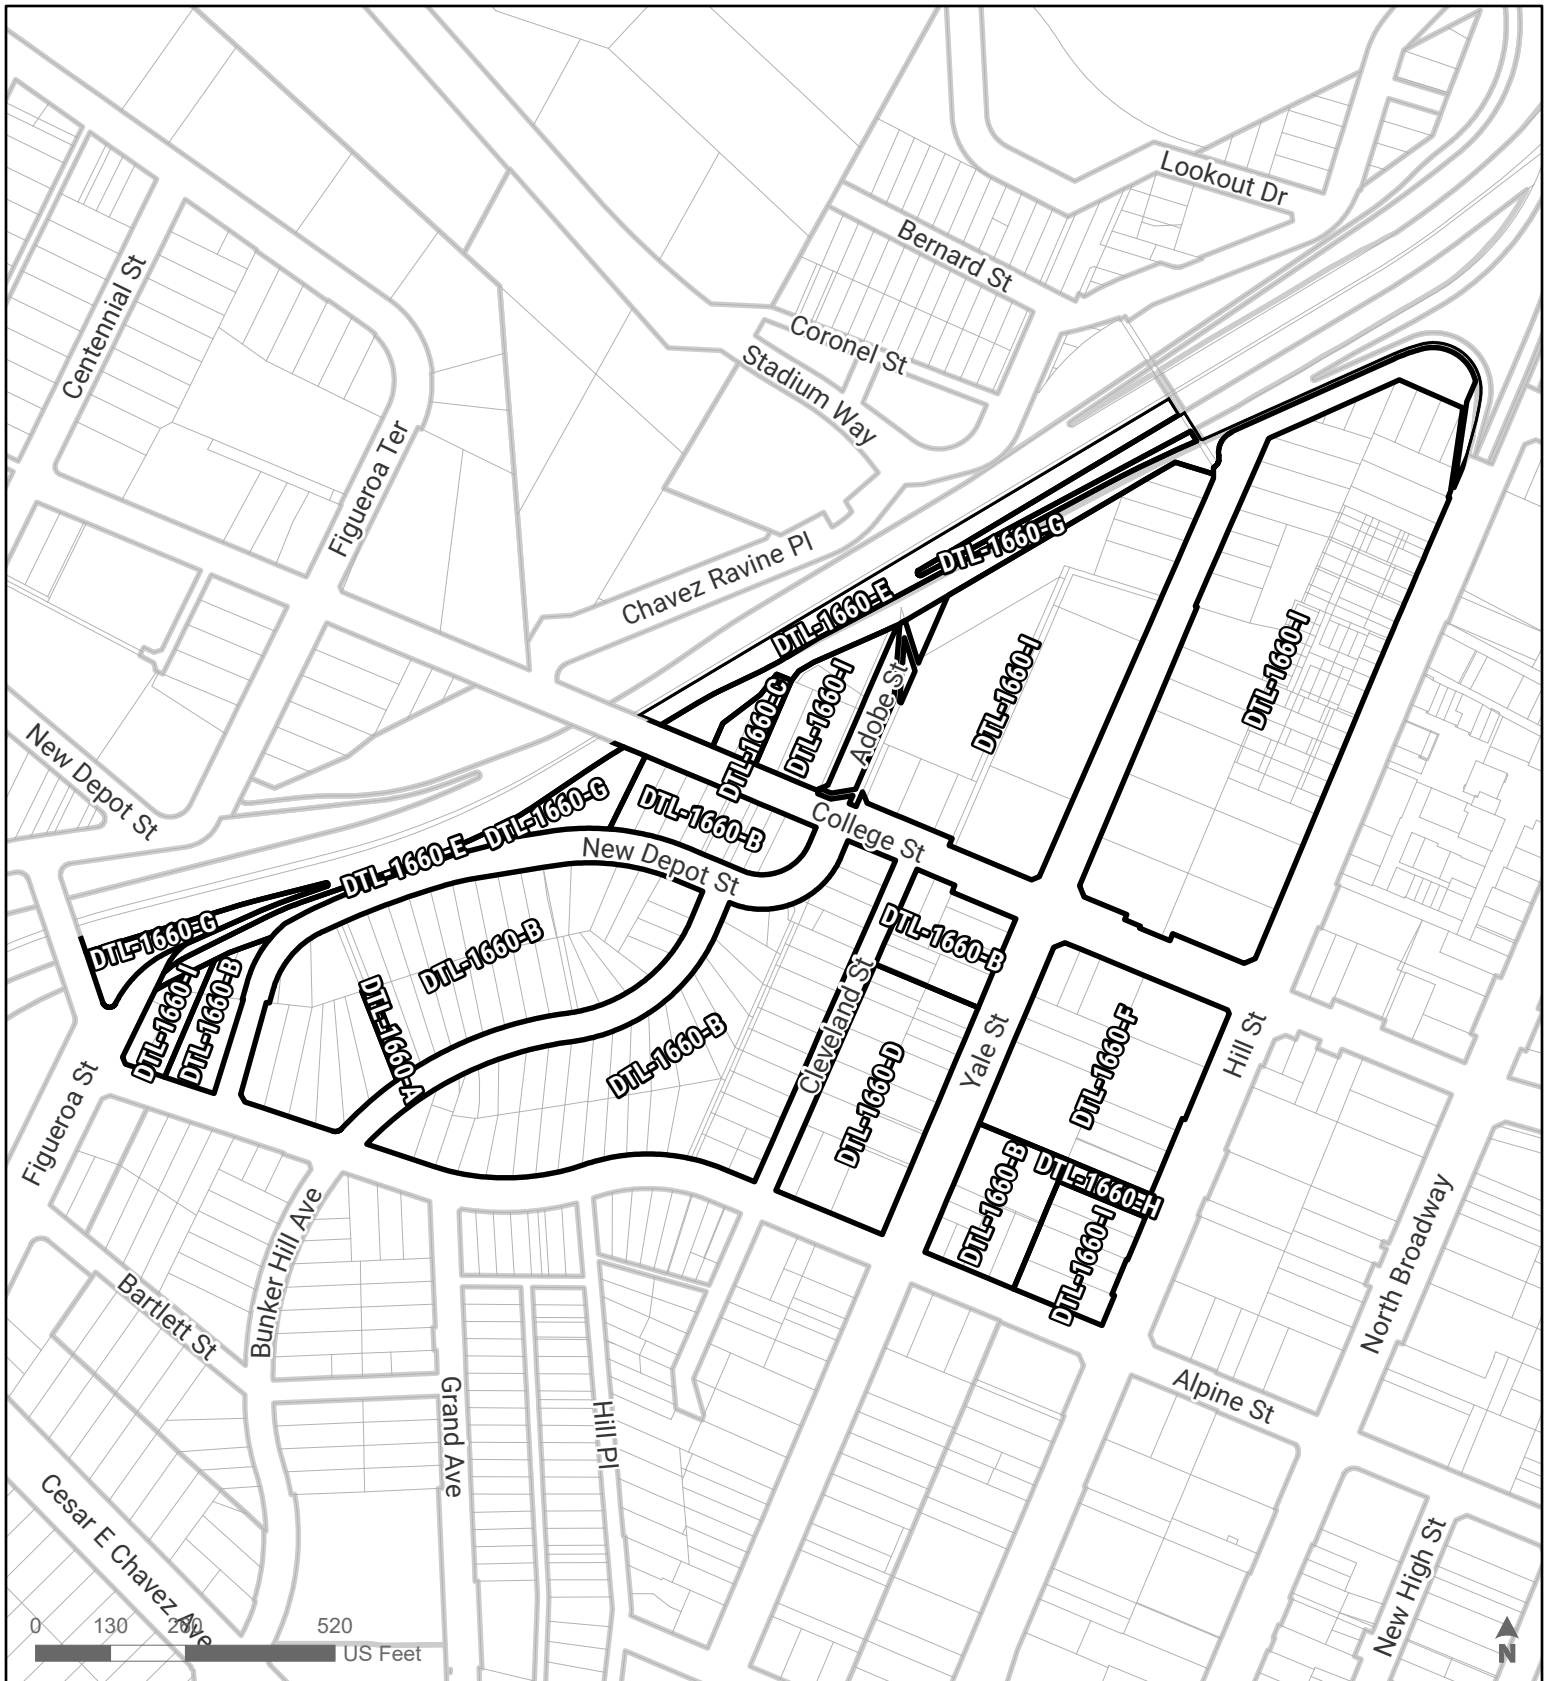 Lookout Dr
Bernard St
Centennial St
Coronel St
Stadium Way
Figueroa Ter
DTL-1660-G
Chavez Ravine Pl
DTL-1660-E
DTL-1660-I
DTL-1660-I
DTL-1660-I
DTL-1660-C
Adobe St
New Depot St
DTL-1660-G
DTL-1660-B
College St
DTL-1660-E
New Depot St
DTL-1660-G
DTL-1660-B
DTL-1660-B
DTL-1660-I
DTL-1660-B
DTL-1660-A
DTL-1660-B
Cleveland St
Yale St
DTL-1660-F
Hill St
DTL-1660-D
Figueroa St
DTL-1660-B
DTL-1660-H
DTL-1660-I
Bunker Hill Ave
Bartlett St
North Broadway
Alpine St
Grand Ave
Hill Pl
Cesar E Chavez Ave
New High St
0 130 260 520
US Feet
N